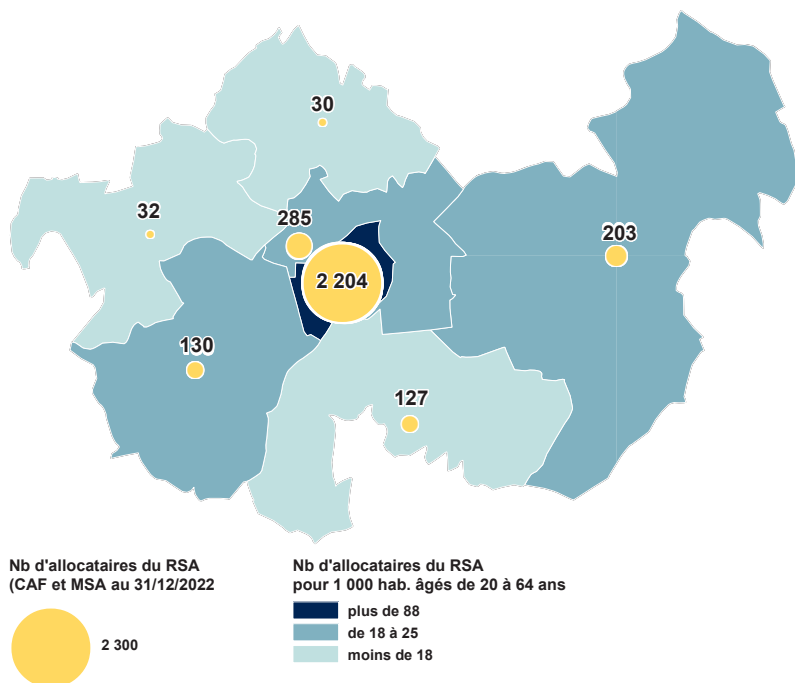 30
32
285
203
2 204
130
127
Nb d'allocataires du RSA
(CAF et MSA au 31/12/2022
2 300
Nb d'allocataires du RSA
pour 1 000 hab. âgés de 20 à 64 ans
plus de 88
de 18 à 25
moins de 18